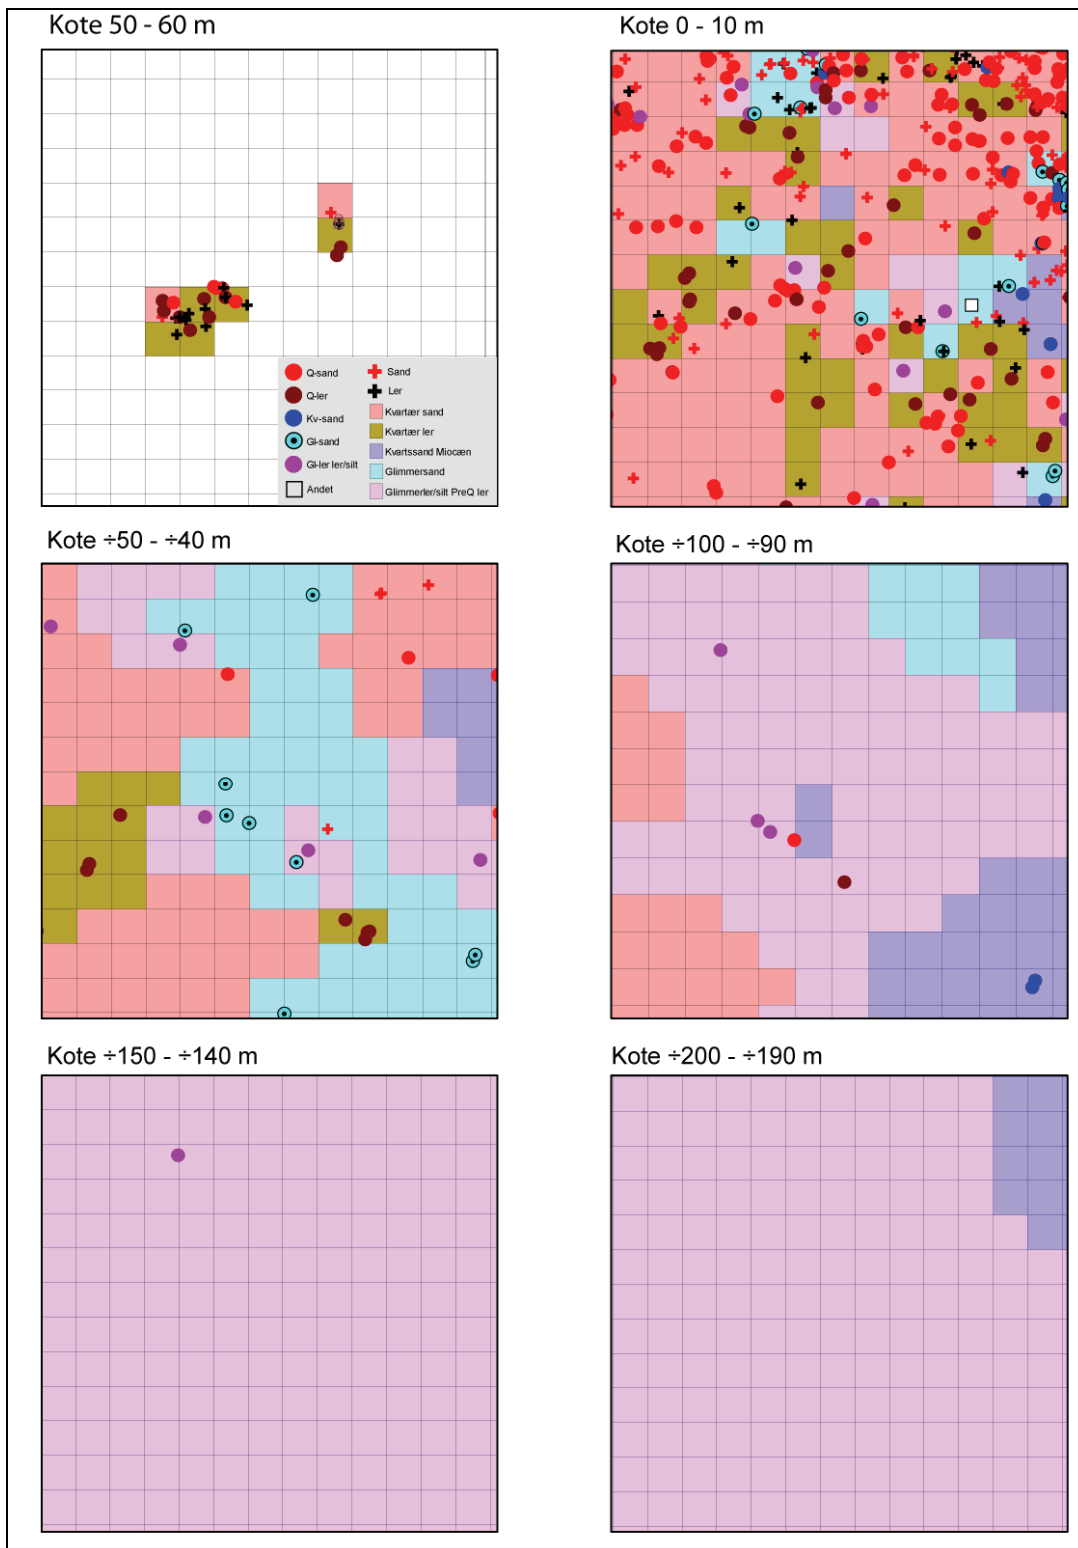 Kote 50 - 60 m
Kote 0 - 10 m
Q-sand
Q-ler
Kv-sand
Gl-sand
Gl-ler ler/silt
Andet
Sand
Ler
Kvartær sand
Kvartær ler
Kvartssand Miocæn
Glimmersand
Glimmerler/silt PreQ ler
Kote ÷50 - ÷40 m
Kote ÷100 - ÷90 m
Kote ÷150 - ÷140 m
Kote ÷200 - ÷190 m